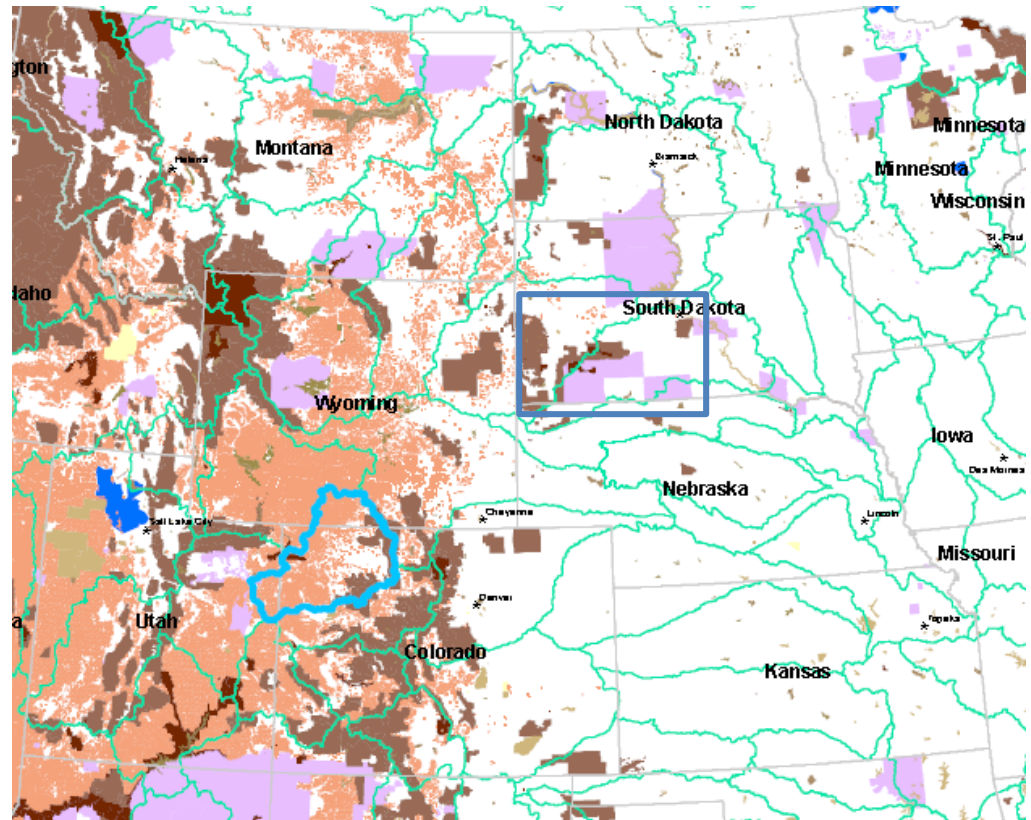 gton
North Dakota
Minnesota
Montana
Helena
Bismarck
Minnesota
Wisconsin
St. Paul
daho
South Dakota
Wyoming
Iowa
Des Moines
Nebraska
Cheyenne
Lincoln
Salt Lake City
Missouri
Denver
Utah
Topeka
a
Colorado
Kansas